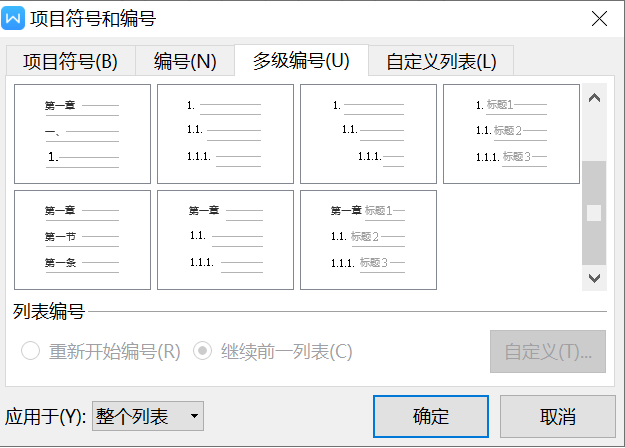 项目符号和编号
项目符号(B) 编号(N) 多级编号(U) 自定义列表(L)
第一章 1. 1. 1. 标题1
一、 1.1. 1.1. 1.1. 标题2
1. 1.1.1. 1.1.1. 1.1.1. 标题3
第一章 第一章 第一章 标题1
第一节 1.1. 1.1. 标题2
第一条 1.1.1. 1.1.1. 标题3
列表编号
重新开始编号(R) 继续前一列表(C) 自定义(T)...
应用于(Y): 整个列表 确定 取消